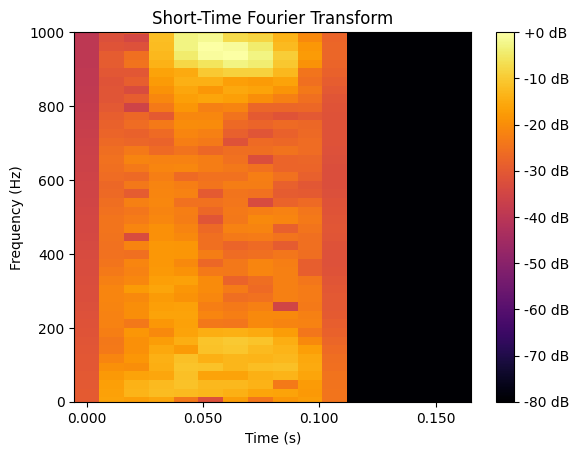 Short-Time Fourier Transform
1000
800
600
400
200
0
Frequency (Hz)
0.000
0.050
0.100
0.150
Time (s)
+0 dB
-10 dB
-20 dB
-30 dB
-40 dB
-50 dB
-60 dB
-70 dB
-80 dB